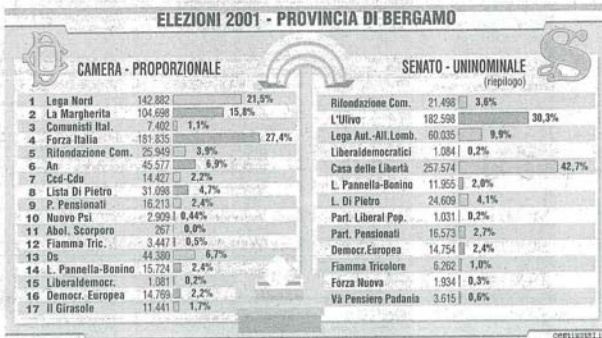 ELEZIONI 2001 - PROVINCIA DI BERGAMO
CAMERA - PROPORZIONALE
1 Lega Nord 142.882 21,5%
2 La Margherita 104.698 15,8%
3 Comunisti Ital. 7.402 1,1%
4 Forza Italia 181.835 27,4%
5 Rifondazione Com. 25.949 3,9%
6 An 45.577 6,9%
7 Ccd-Cdu 14.427 2,2%
8 Lista Di Pietro 31.098 4,7%
9 P. Pensionati 16.213 2,4%
10 Nuovo Psi 2.909 0,44%
11 Abol. Scorporo 267 0,0%
12 Fiamma Tric. 3.447 0,5%
13 Ds 44.380 6,7%
14 L. Pannella-Bonino 15.724 2,4%
15 Liberaldemocr. 1.081 0,2%
16 Democr. Europea 14.769 2,2%
17 Il Girasole 11.441 1,7%
SENATO - UNINOMINALE
(riepilogo)
Rifondazione Com. 21.498 3,6%
L'Ulivo 182.598 30,3%
Lega Aut.-All.Lomb. 60.035 9,9%
Liberaldemocratici 1.084 0,2%
Casa delle Libertà 257.574 42,7%
L. Pannella-Bonino 11.955 2,0%
L. Di Pietro 24.609 4,1%
Part. Liberal Pop. 1.031 0,2%
Part. Pensionati 16.573 2,7%
Democr.Europea 14.754 2,4%
Fiamma Tricolore 6.262 1,0%
Forza Nuova 1.934 0,3%
Và Pensiero Padania 3.615 0,6%